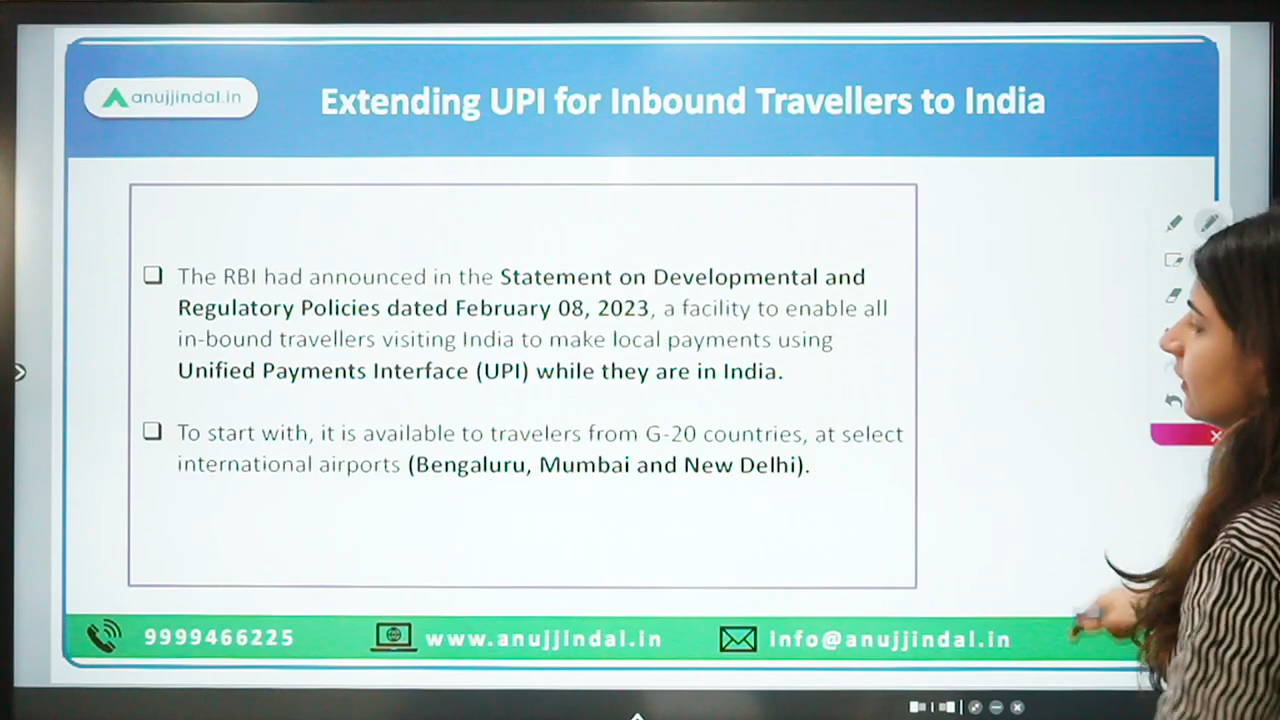 anujjindal.in
Extending UPI for Inbound Travellers to India
The RBI had announced in the Statement on Developmental and
Regulatory Policies dated February 08, 2023, a facility to enable all
in-bound travellers visiting India to make local payments using
Unified Payments Interface (UPI) while they are in India.
To start with, it is available to travelers from G-20 countries, at select
international airports (Bengaluru, Mumbai and New Delhi).
9999466225
www.anujjindal.in
Info@anujjindal.in